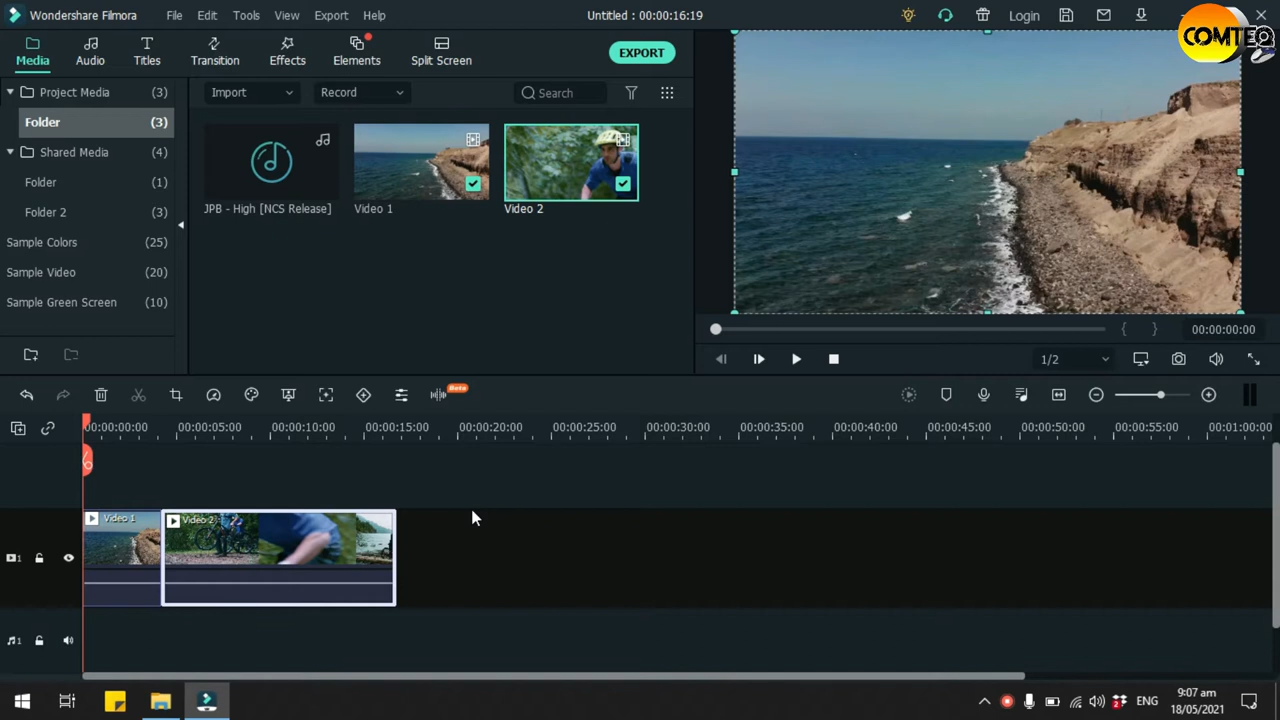 Wondershare Filmora File Edit Tools View Export Help Untitled : 00:00:16:19 Login
COMTEQ
Media Audio Titles Transition Effects Elements Split Screen EXPORT
Project Media (3) Import Record Search
Folder (3)
Shared Media (4)
Folder (1)
Folder 2 (3)
JPB - High [NCS Release] Video 1 Video 2
Sample Colors (25)
Sample Video (20)
Sample Green Screen (10)
00:00:00:00
1/2
Beta
00:00:00:00 00:00:05:00 00:00:10:00 00:00:15:00 00:00:20:00 00:00:25:00 00:00:30:00 00:00:35:00 00:00:40:00 00:00:45:00 00:00:50:00 00:00:55:00 00:01:00:00
Video 1 Video 2
1
1
ENG 9:07 am
18/05/2021